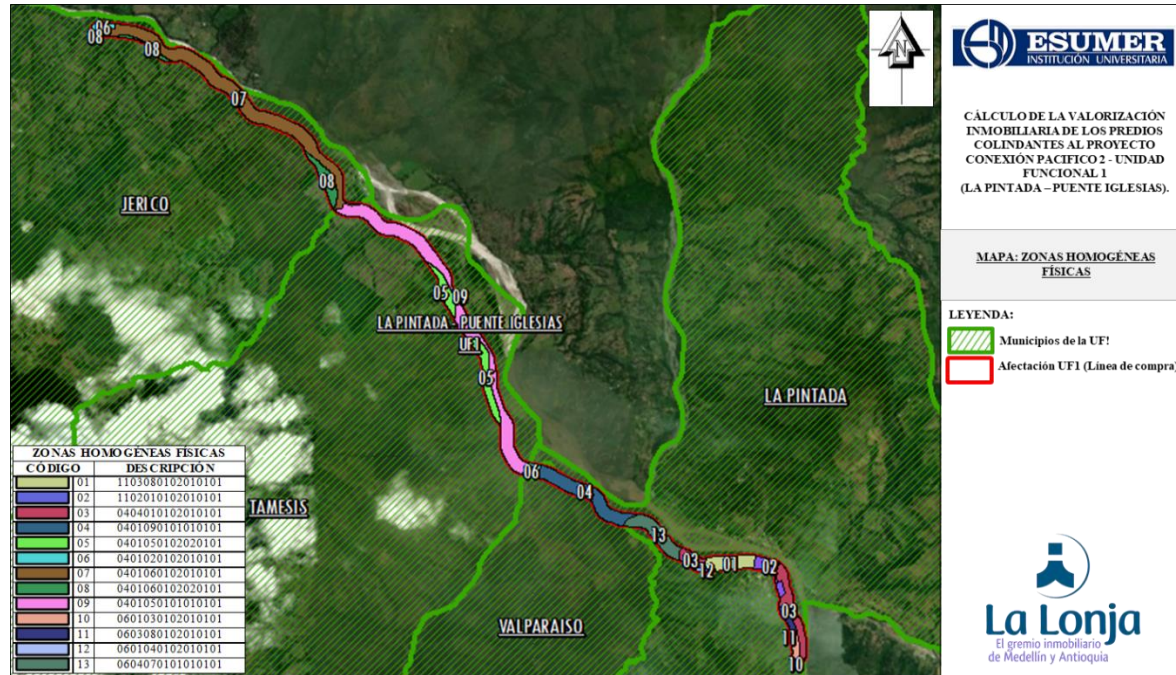 06
08
08
07
08
JERICO
05
09
LA PINTADA - PUENTE IGLESIAS
UF1
05
LA PINTADA
06
04
TAMESIS
13
03
12
01
02
03
11
10
VALPARAISO
N
ZONAS HOMOGÉNEAS FÍSICAS
CÓDIGO DESCRIPCIÓN
01 1103080102010101
02 1102010102010101
03 0404010102010101
04 0401090101010101
05 0401050102020101
06 0401020102010101
07 0401060102010101
08 0401060102020101
09 0401050101010101
10 0601030102010101
11 0603080102010101
12 0601040102010101
13 0604070101010101
ESUMER
INSTITUCIÓN UNIVERSITARIA
CÁLCULO DE LA VALORIZACIÓN
INMOBILIARIA DE LOS PREDIOS
COLINDANTES AL PROYECTO
CONEXIÓN PACIFICO 2 - UNIDAD
FUNCIONAL 1
(LA PINTADA – PUENTE IGLESIAS).
MAPA: ZONAS HOMOGÉNEAS
FÍSICAS
LEYENDA:
Municipios de la UF!
Afectación UF1 (Línea de compra)
La Lonja
El gremio inmobiliario
de Medellín y Antioquia